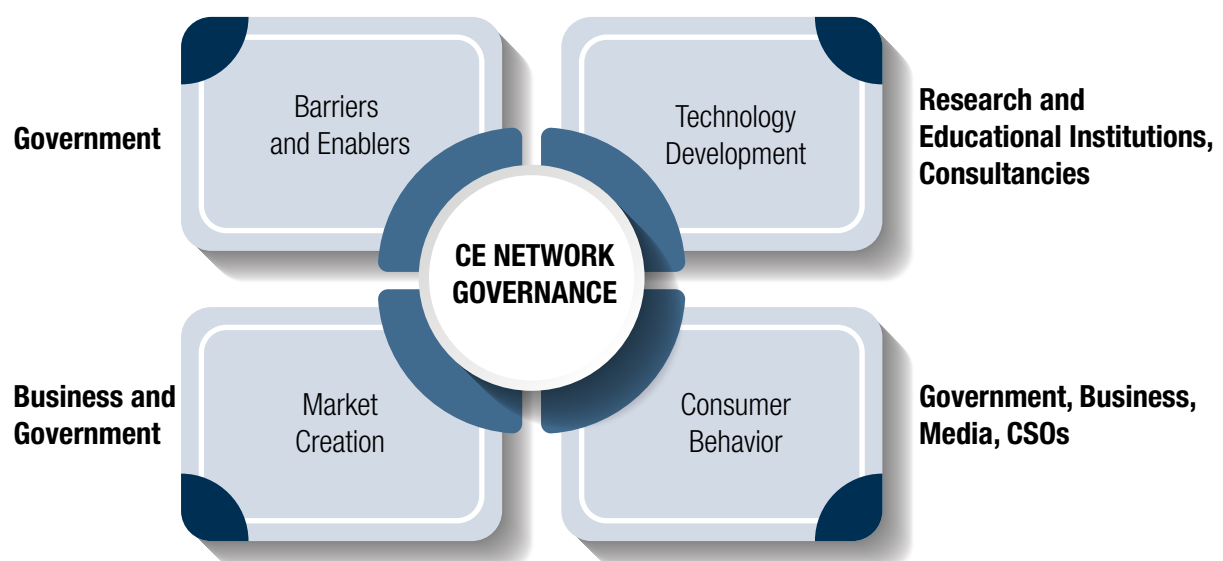 Government
Barriers
and Enablers
Technology
Development
Research and
Educational Institutions,
Consultancies
CE NETWORK
GOVERNANCE
Business and
Government
Market
Creation
Consumer
Behavior
Government, Business,
Media, CSOs